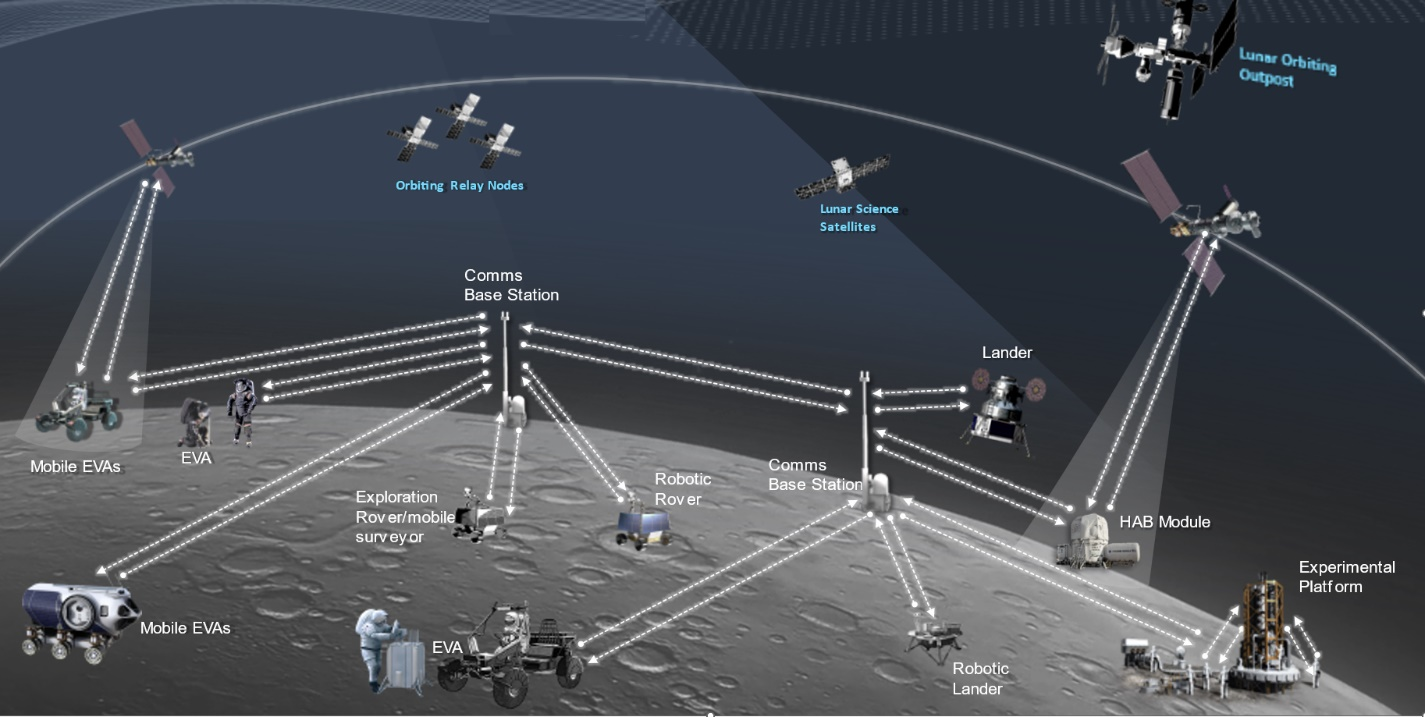 Lunar Orbiting
Outpost
Orbiting Relay Nodes
Lunar Science
Satellites
Comms
Base Station
Lander
Mobile EVAs
EVA
Comms
Base Station
Robotic
Rover
Exploration
Rover/mobile
surveyor
HAB Module
Experimental
Platform
Mobile EVAs
EVA
Robotic
Lander